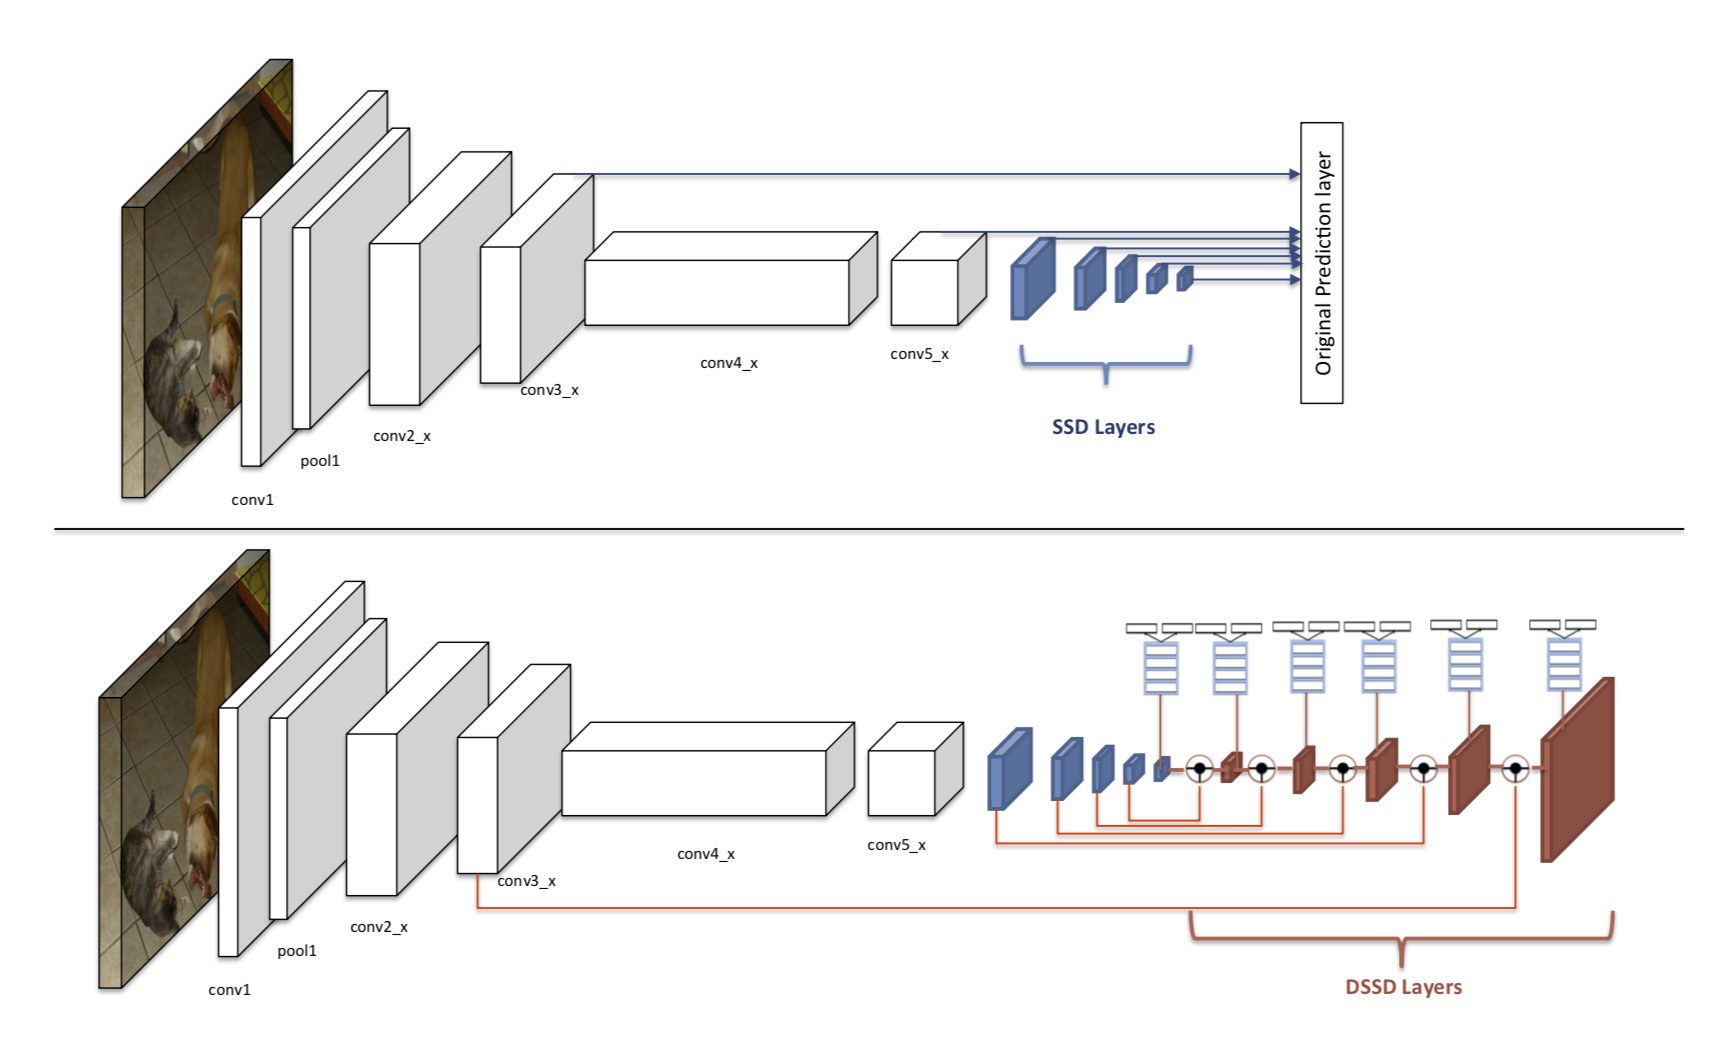 conv1
pool1
conv2_x
conv3_x
conv4_x
conv5_x
SSD Layers
Original Prediction layer
conv1
pool1
conv2_x
conv3_x
conv4_x
conv5_x
DSSD Layers